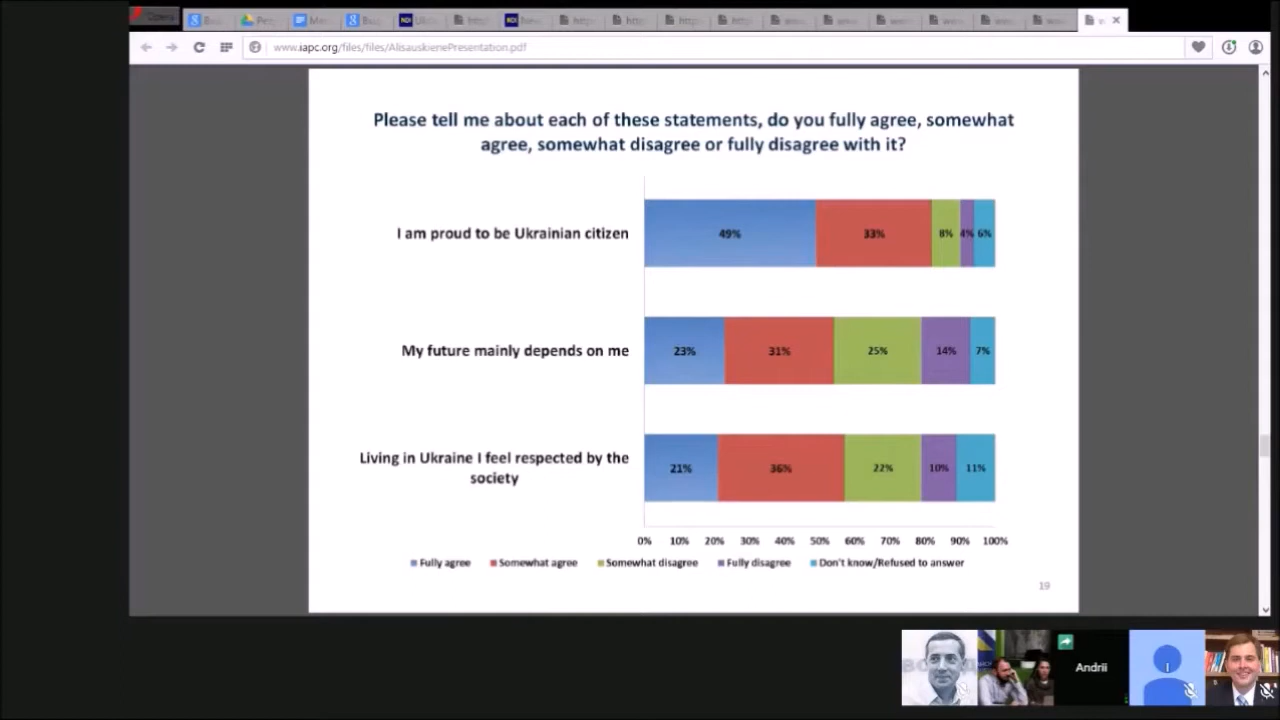 Opera
www.iapc.org/files/files/AlisauskienePresentation.pdf
Please tell me about each of these statements, do you fully agree, somewhat
agree, somewhat disagree or fully disagree with it?
I am proud to be Ukrainian citizen
49% 33% 8% 4% 6%
My future mainly depends on me
23% 31% 25% 14% 7%
Living in Ukraine I feel respected by the
society
21% 36% 22% 10% 11%
0% 10% 20% 30% 40% 50% 60% 70% 80% 90% 100%
Fully agree Somewhat agree Somewhat disagree Fully disagree Don't know/Refused to answer
19
Andrii
I